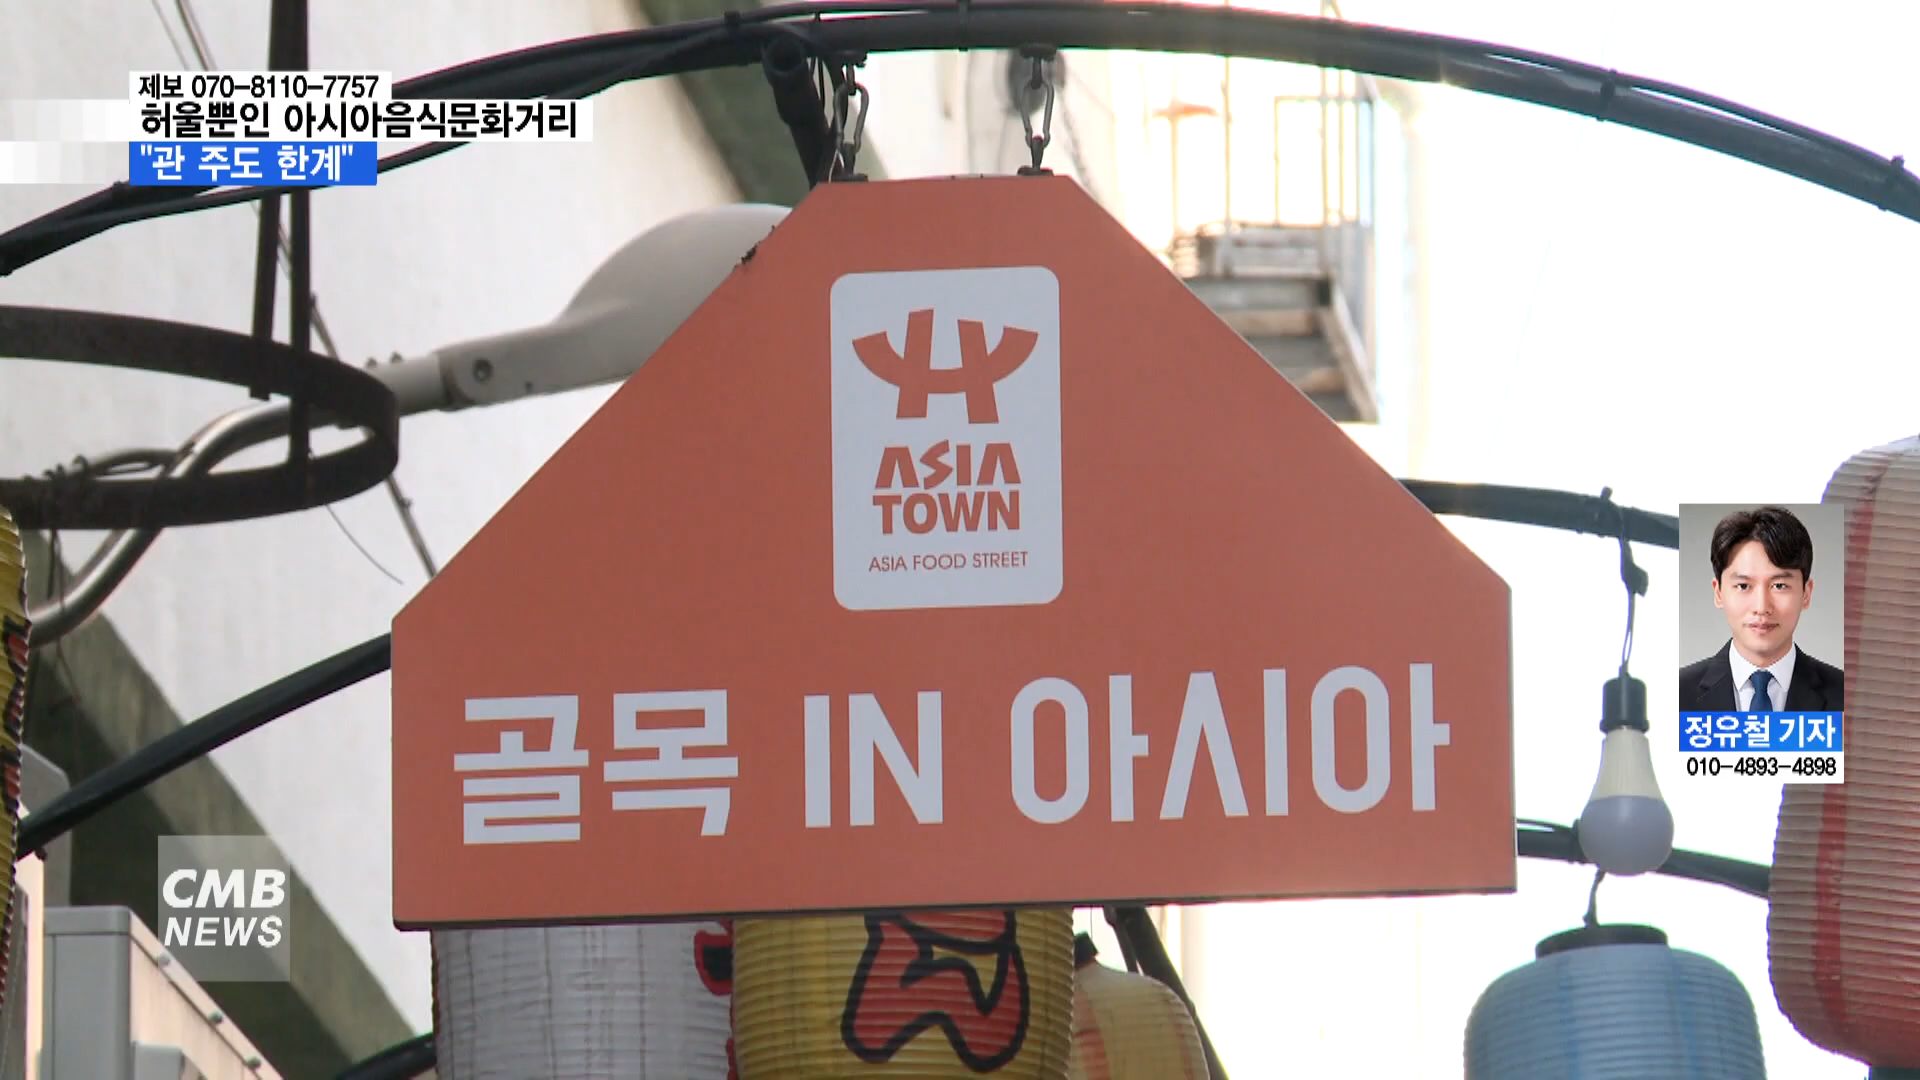 제보 070-8110-7757
허울뿐인 아시아음식문화거리
"관 주도 한계"
ASIA
TOWN
ASIA FOOD STREET
골목 IN 아시아
정유철 기자
010-4893-4898
CMB
NEWS